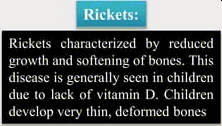 Rickets:
Rickets characterized by reduced
growth and softening of bones. This
disease is generally seen in children
due to lack of vitamin D. Children
develop very thin, deformed bones